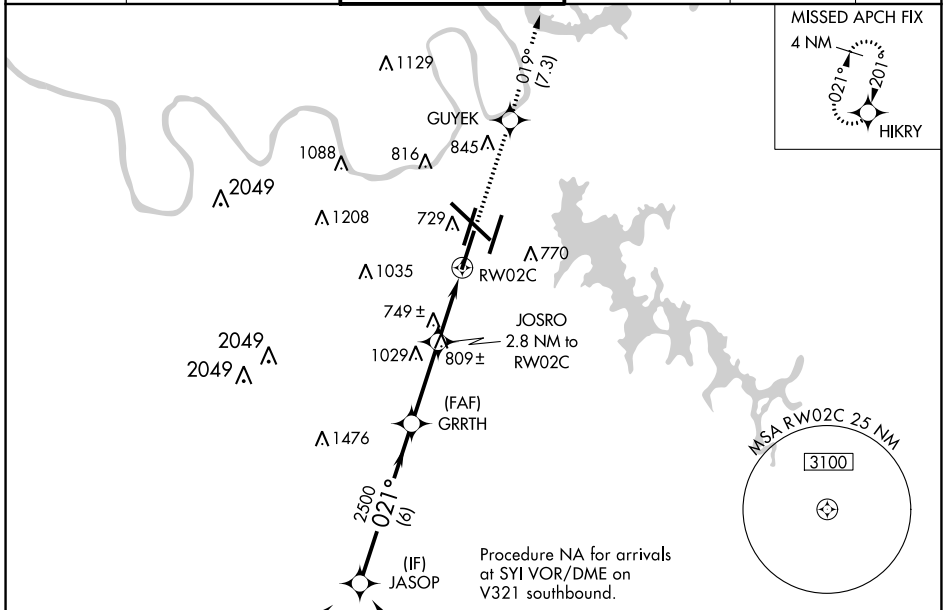 MISSED APCH FIX
4 NM
021°
201°
HIKRY
1129
019°
(7.3)
GUYEK
845
1088
816
2049
1208
729
770
1035
RW02C
749 ±
JOSRO
2.8 NM to
RW02C
1029
809 ±
2049
2049
(FAF)
GRRTH
1476
MSA RW02C 25 NM
3100
2500
021°
(6)
(IF)
JASOP
Procedure NA for arrivals
at SYI VOR/DME on
V321 southbound.